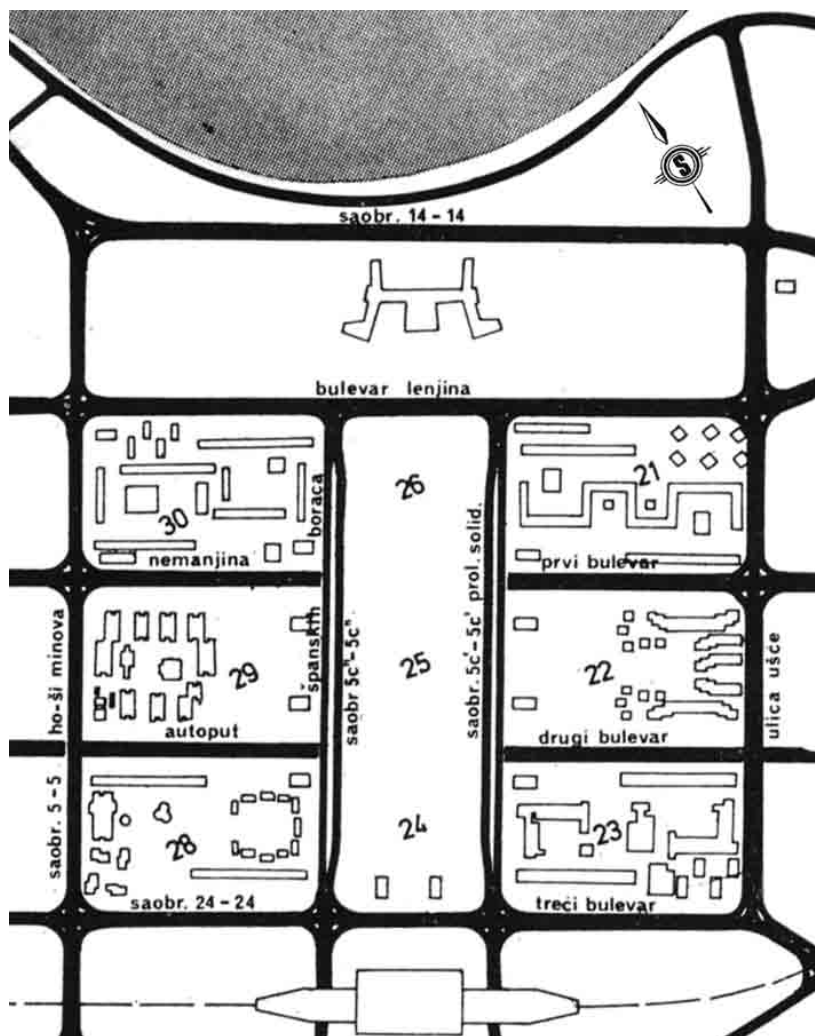 saobr. 14-14
S
bulevar lenjina
26
21
30
boraca
prol. solid.
nemanjina
prvi bulevar
ho-ši minova
španskih
saobr 5c"-5c"
saobr. 5c'-5c'
ulica ušće
29
25
22
autoput
drugi bulevar
saobr. 5-5
24
23
28
saobr. 24-24
treći bulevar